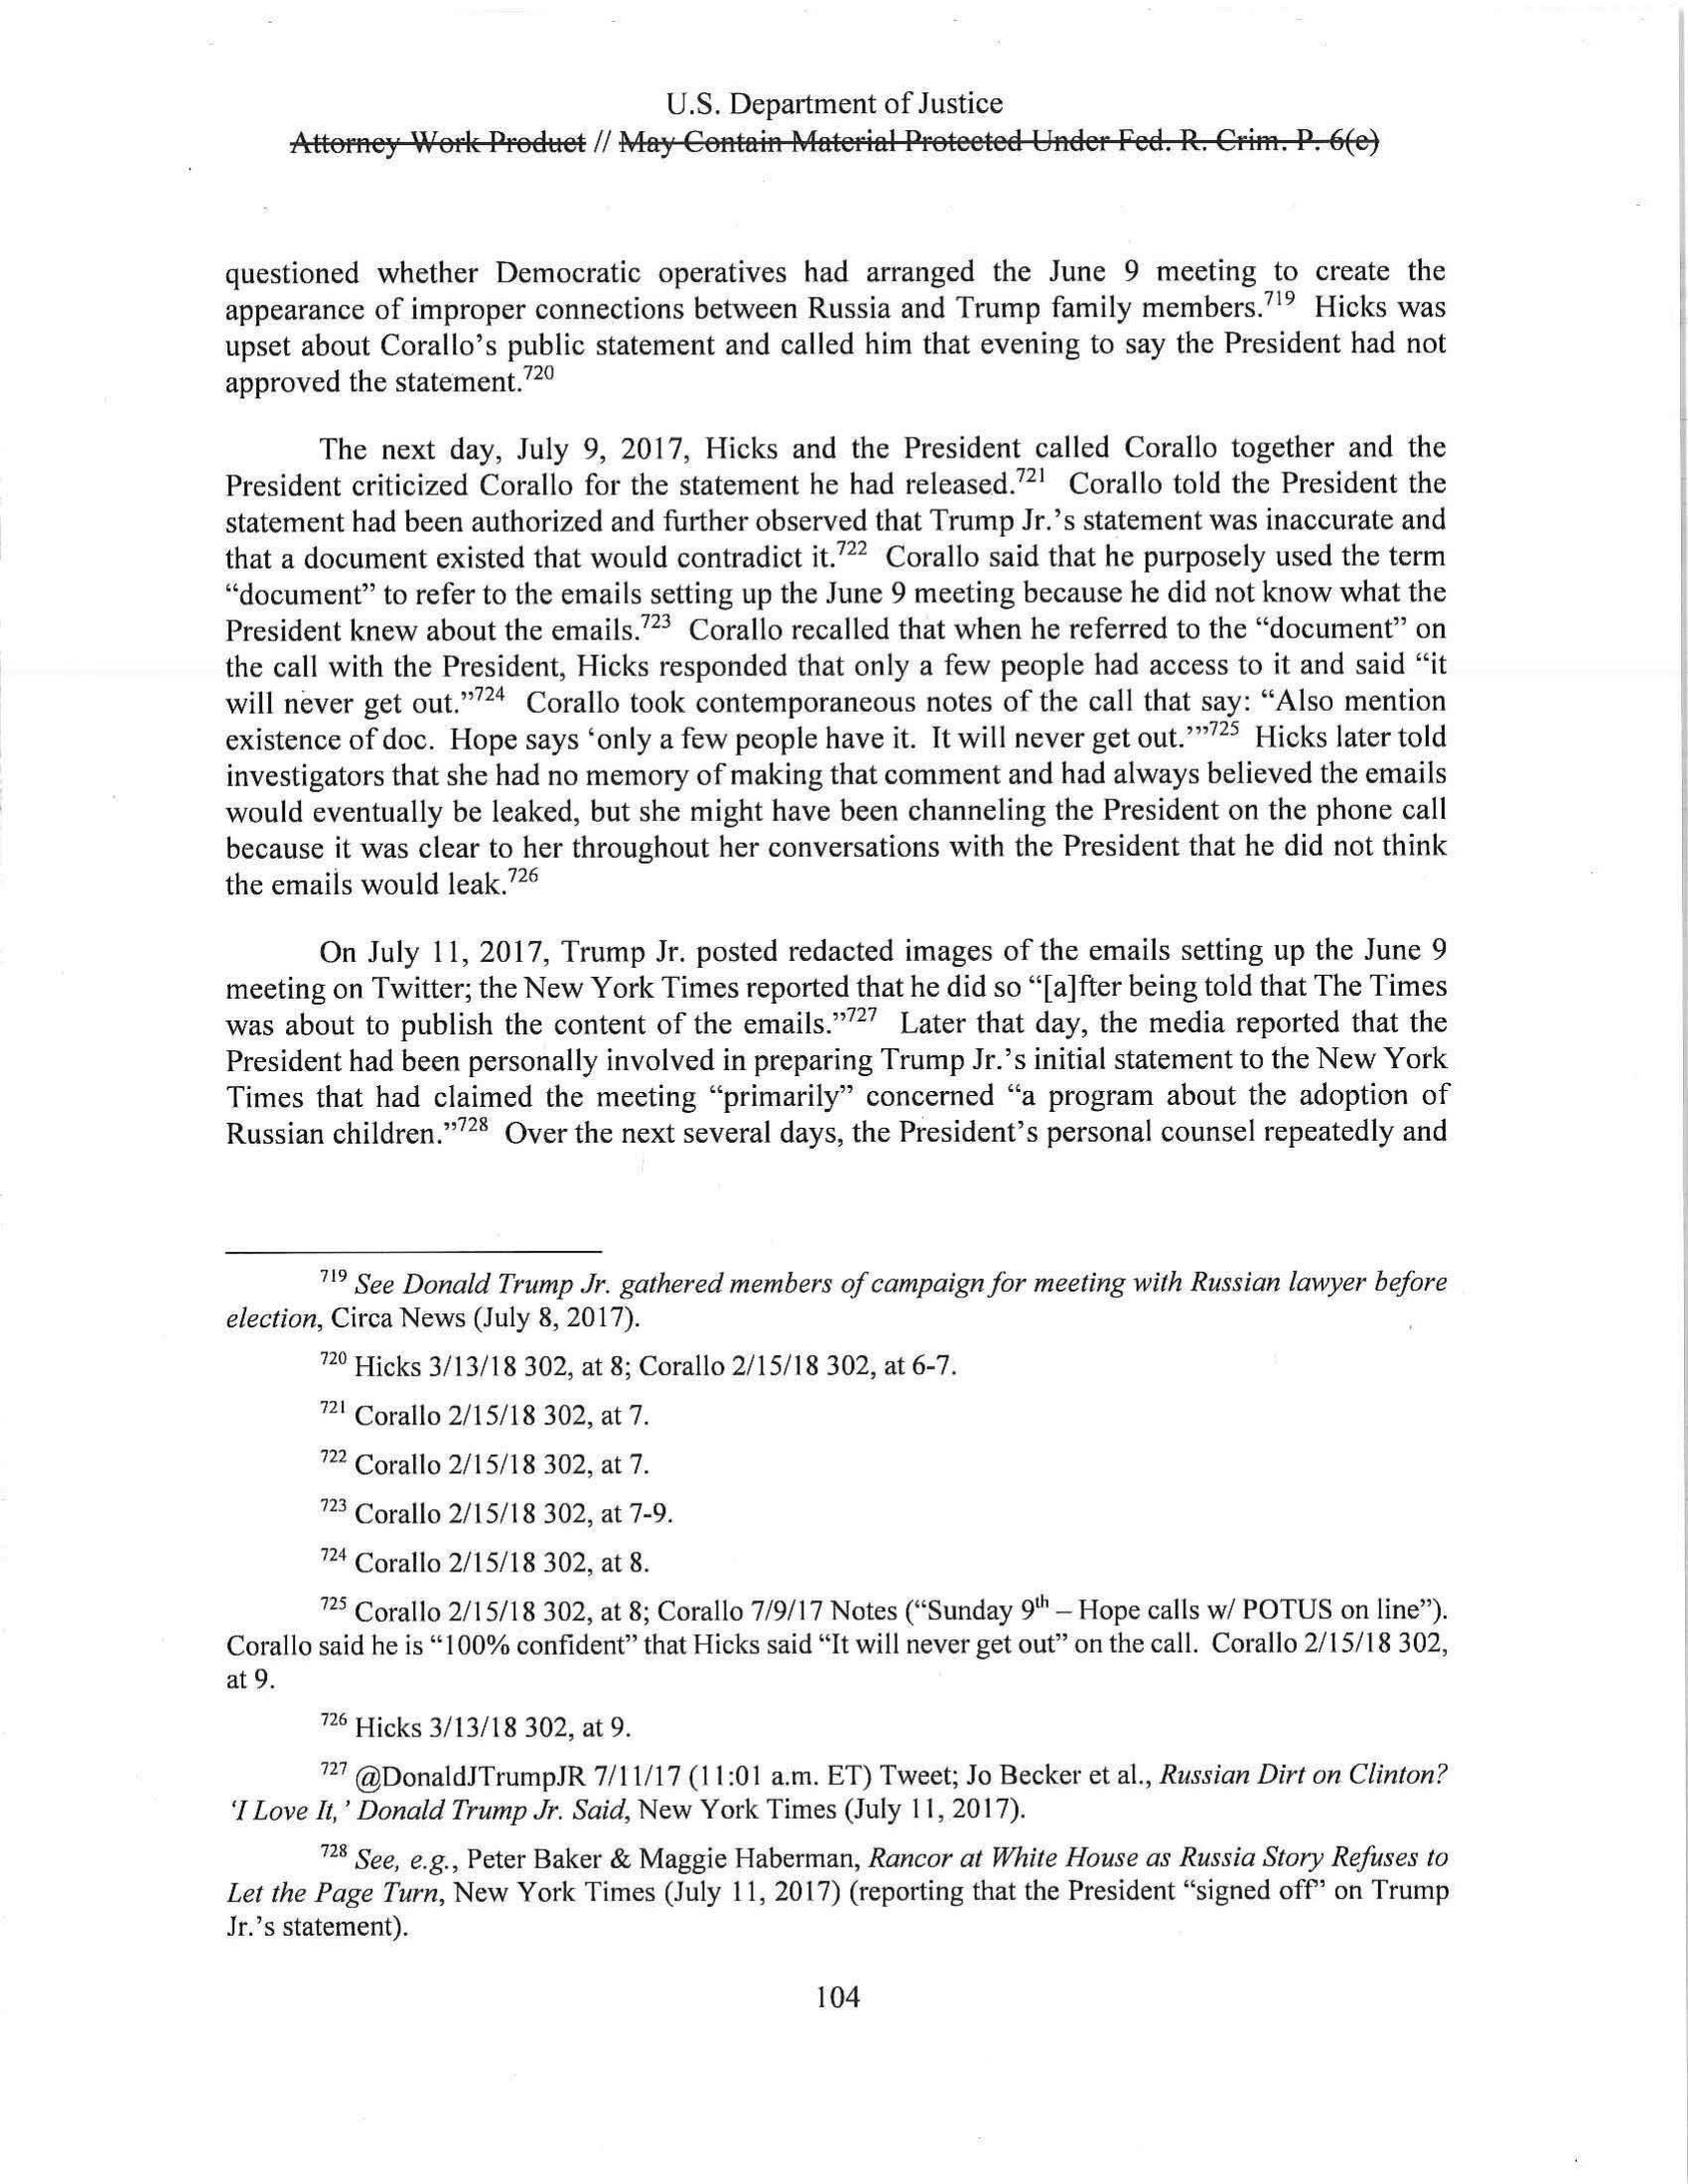 U.S. Department of Justice
Attorney Work Product // May Contain Material Protected Under Fed. R. Crim. P. 6(e)
questioned whether Democratic operatives had arranged the June 9 meeting to create the
appearance of improper connections between Russia and Trump family members.719 Hicks was
upset about Corallo's public statement and called him that evening to say the President had not
approved the statement.720
The next day, July 9, 2017, Hicks and the President called Corallo together and the
President criticized Corallo for the statement he had released.721 Corallo told the President the
statement had been authorized and further observed that Trump Jr.'s statement was inaccurate and
that a document existed that would contradict it.722 Corallo said that he purposely used the term
“document” to refer to the emails setting up the June 9 meeting because he did not know what the
President knew about the emails.723 Corallo recalled that when he referred to the “document” on
the call with the President, Hicks responded that only a few people had access to it and said “it
will never get out.”724 Corallo took contemporaneous notes of the call that say: “Also mention
existence of doc. Hope says ‘only a few people have it. It will never get out.’”725 Hicks later told
investigators that she had no memory of making that comment and had always believed the emails
would eventually be leaked, but she might have been channeling the President on the phone call
because it was clear to her throughout her conversations with the President that he did not think
the emails would leak.726
On July 11, 2017, Trump Jr. posted redacted images of the emails setting up the June 9
meeting on Twitter; the New York Times reported that he did so “[a]fter being told that The Times
was about to publish the content of the emails.”727 Later that day, the media reported that the
President had been personally involved in preparing Trump Jr.'s initial statement to the New York
Times that had claimed the meeting “primarily” concerned “a program about the adoption of
Russian children.”728 Over the next several days, the President's personal counsel repeatedly and
719 See Donald Trump Jr. gathered members of campaign for meeting with Russian lawyer before
election, Circa News (July 8, 2017).
720 Hicks 3/13/18 302, at 8; Corallo 2/15/18 302, at 6-7.
721 Corallo 2/15/18 302, at 7.
722 Corallo 2/15/18 302, at 7.
723 Corallo 2/15/18 302, at 7-9.
724 Corallo 2/15/18 302, at 8.
725 Corallo 2/15/18 302, at 8; Corallo 7/9/17 Notes (“Sunday 9th – Hope calls w/ POTUS on line”).
Corallo said he is “100% confident” that Hicks said “It will never get out” on the call. Corallo 2/15/18 302,
at 9.
726 Hicks 3/13/18 302, at 9.
727 @DonaldJTrumpJR 7/11/17 (11:01 a.m. ET) Tweet; Jo Becker et al., Russian Dirt on Clinton?
‘I Love It,’ Donald Trump Jr. Said, New York Times (July 11, 2017).
728 See, e.g., Peter Baker & Maggie Haberman, Rancor at White House as Russia Story Refuses to
Let the Page Turn, New York Times (July 11, 2017) (reporting that the President “signed off” on Trump
Jr.'s statement).
104